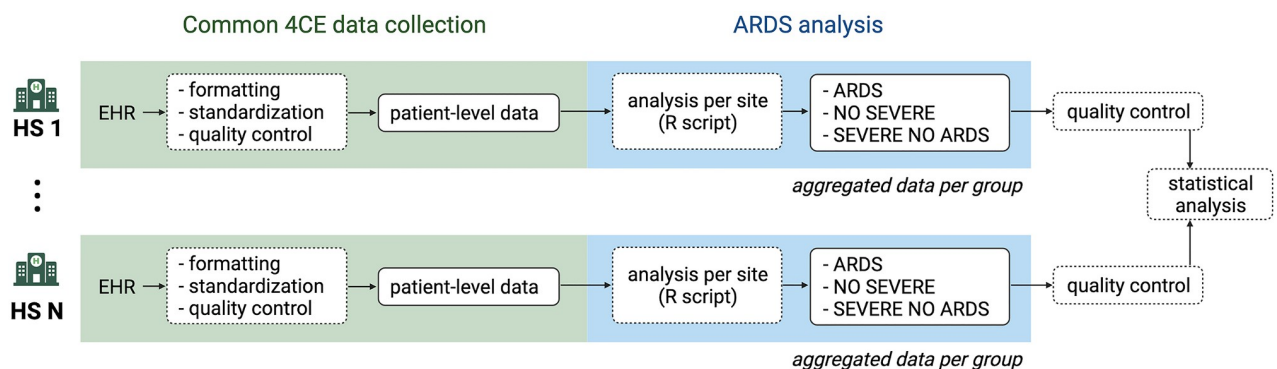 Common 4CE data collection
ARDS analysis
HS 1
EHR
- formatting
- standardization
- quality control
patient-level data
analysis per site
(R script)
- ARDS
- NO SEVERE
- SEVERE NO ARDS
quality control
aggregated data per group
statistical
analysis
HS N
EHR
- formatting
- standardization
- quality control
patient-level data
analysis per site
(R script)
- ARDS
- NO SEVERE
- SEVERE NO ARDS
quality control
aggregated data per group